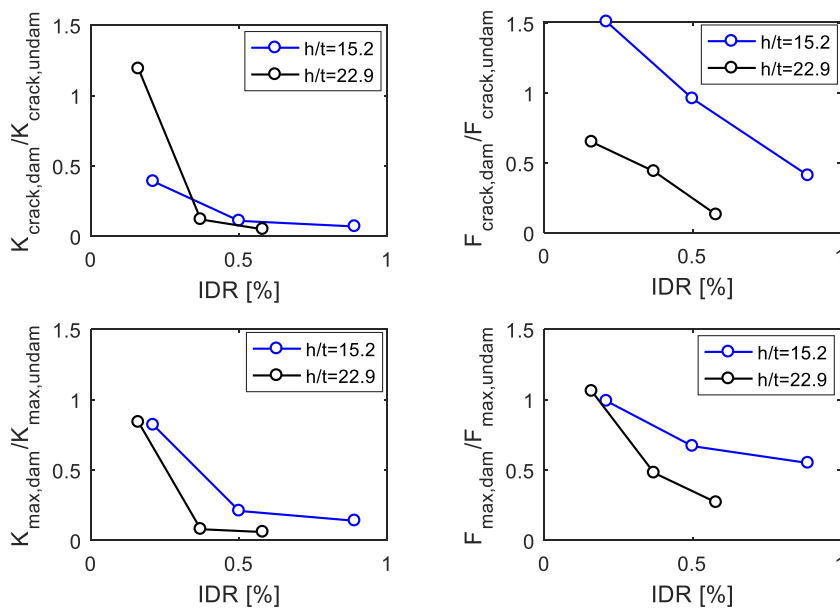 K_crack,dam/K_crack,undam
1.5
1
0.5
0
h/t=15.2
h/t=22.9
0
0.5
1
IDR [%]
F_crack,dam/F_crack,undam
1.5
1
0.5
0
h/t=15.2
h/t=22.9
0
0.5
1
IDR [%]
K_max,dam/K_max,undam
1.5
1
0.5
0
h/t=15.2
h/t=22.9
0
0.5
1
IDR [%]
F_max,dam/F_max,undam
1.5
1
0.5
0
h/t=15.2
h/t=22.9
0
0.5
1
IDR [%]